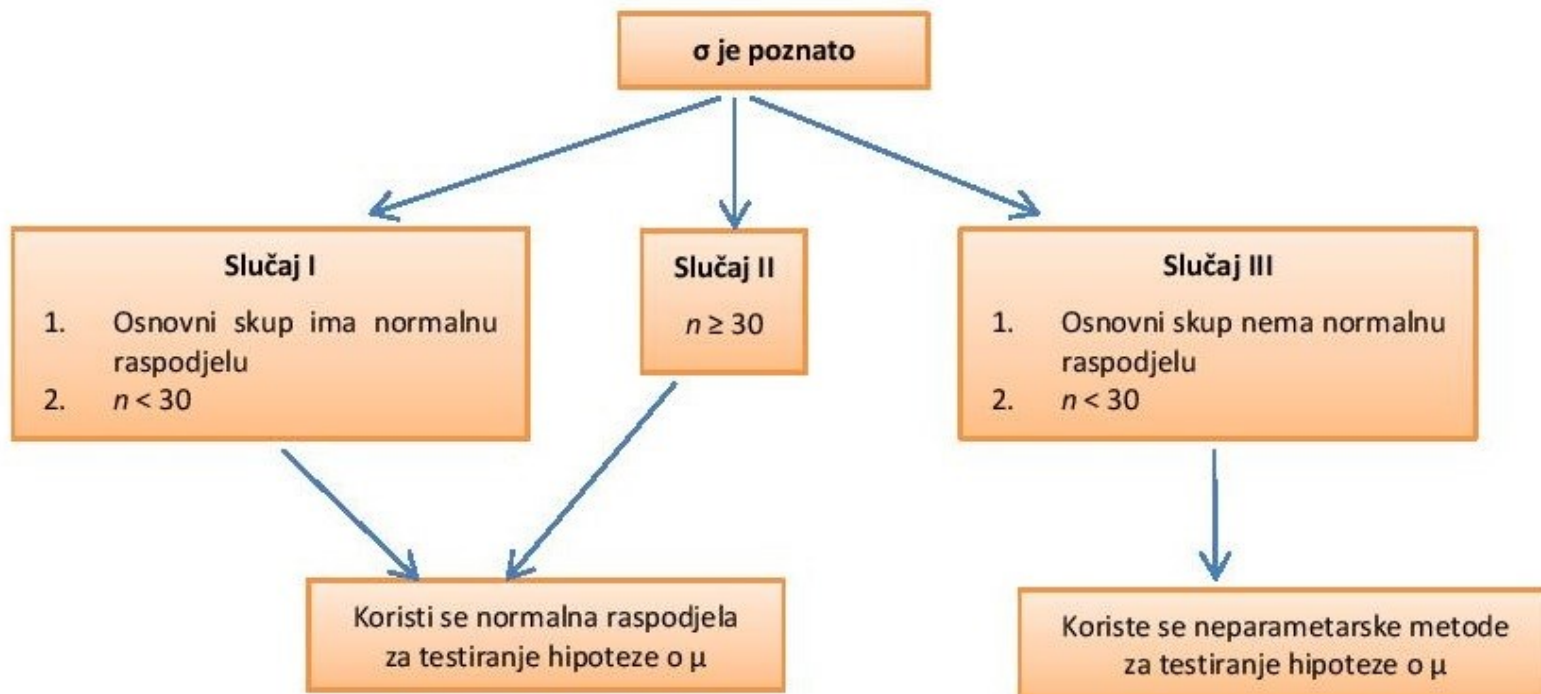 σ je poznato
Slučaj I
1. Osnovni skup ima normalnu
raspodjelu
2. n < 30
Slučaj II
n ≥ 30
Slučaj III
1. Osnovni skup nema normalnu
raspodjelu
2. n < 30
Koristi se normalna raspodjela
za testiranje hipoteze o μ
Koriste se neparametarske metode
za testiranje hipoteze o μ